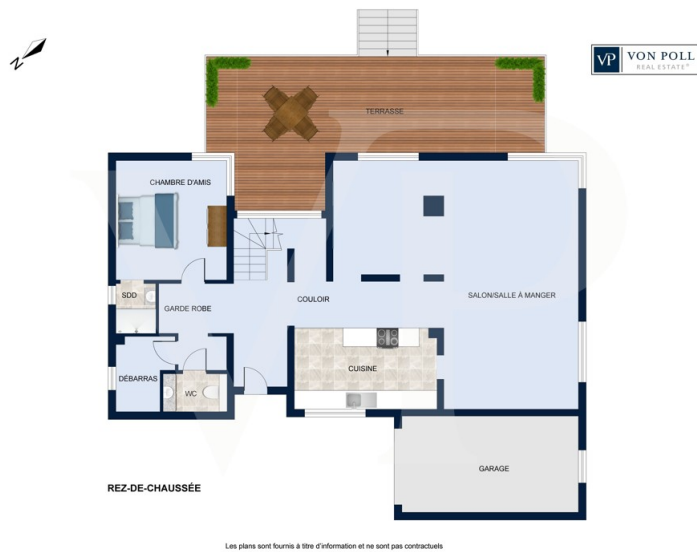 N
VP VON POLL
REAL ESTATE®
TERRASSE
CHAMBRE D'AMIS
SDD
GARDE ROBE
COULOIR
SALON/SALLE À MANGER
CUISINE
DÉBARRAS
WC
GARAGE
REZ-DE-CHAUSSÉE
Les plans sont fournis à titre d'information et ne sont pas contractuels